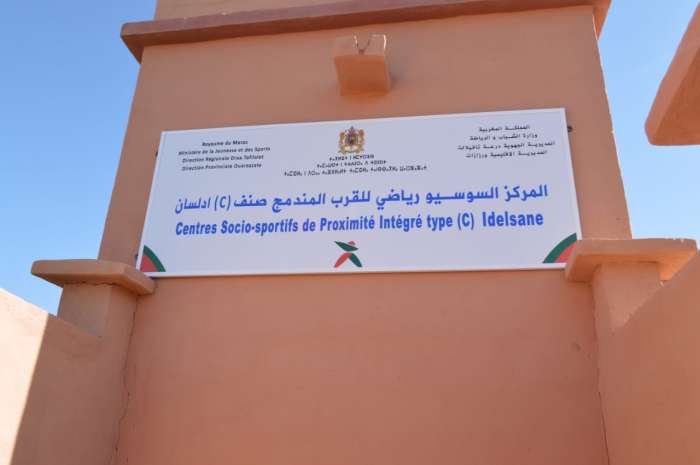 Royaume du Maroc
Ministère de la Jeunesse et des Sports
Direction Régionale Draa Tafilalet
Direction Provinciale Ouarzazate
المملكة المغربية
وزارة الشباب و الرياضة
المديرية الجهوية درعة تافيلالت
المديرية الاقليمية ورزازات
المركز السوسيو رياضي للقرب المندمج صنف (C) ادلسان
Centres Socio-sportifs de Proximité Intégré type (C) Idelsane